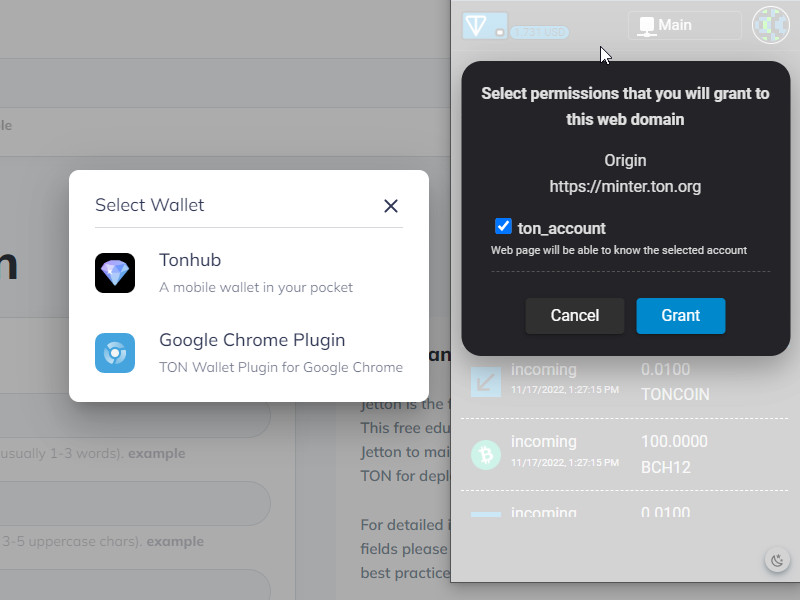 1.731 USD
Main
Select permissions that you will grant to
this web domain
Origin
https://minter.ton.org
ton_account
Web page will be able to know the selected account
Cancel
Grant
incoming
0.0100
11/17/2022, 1:27:15 PM
TONCOIN
incoming
100.0000
11/17/2022, 1:27:15 PM
BCH12
incoming
0.0100
Select Wallet
Tonhub
A mobile wallet in your pocket
Google Chrome Plugin
TON Wallet Plugin for Google Chrome
le
n
an
usually 1-3 words). example
3-5 uppercase chars). example
Jetton is the f
This free edu
Jetton to mai
TON for depl
For detailed i
fields please
best practice